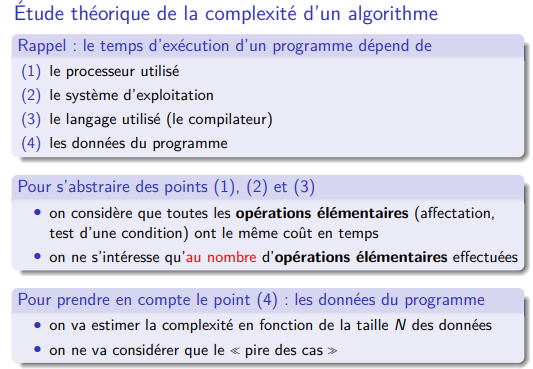 Étude théorique de la complexité d'un algorithme
Rappel : le temps d'exécution d'un programme dépend de
(1) le processeur utilisé
(2) le système d'exploitation
(3) le langage utilisé (le compilateur)
(4) les données du programme
Pour s'abstraire des points (1), (2) et (3)
• on considère que toutes les opérations élémentaires (affectation,
test d'une condition) ont le même coût en temps
• on ne s'intéresse qu'au nombre d'opérations élémentaires effectuées
Pour prendre en compte le point (4) : les données du programme
• on va estimer la complexité en fonction de la taille N des données
• on ne va considérer que le « pire des cas »